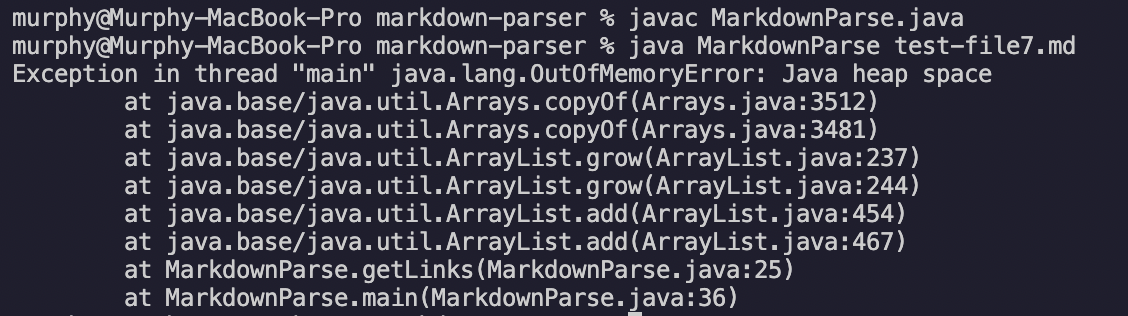 murphy@Murphy-MacBook-Pro markdown-parser % javac MarkdownParse.java
murphy@Murphy-MacBook-Pro markdown-parser % java MarkdownParse test-file7.md
Exception in thread "main" java.lang.OutOfMemoryError: Java heap space
        at java.base/java.util.Arrays.copyOf(Arrays.java:3512)
        at java.base/java.util.Arrays.copyOf(Arrays.java:3481)
        at java.base/java.util.ArrayList.grow(ArrayList.java:237)
        at java.base/java.util.ArrayList.grow(ArrayList.java:244)
        at java.base/java.util.ArrayList.add(ArrayList.java:454)
        at java.base/java.util.ArrayList.add(ArrayList.java:467)
        at MarkdownParse.getLinks(MarkdownParse.java:25)
        at MarkdownParse.main(MarkdownParse.java:36)